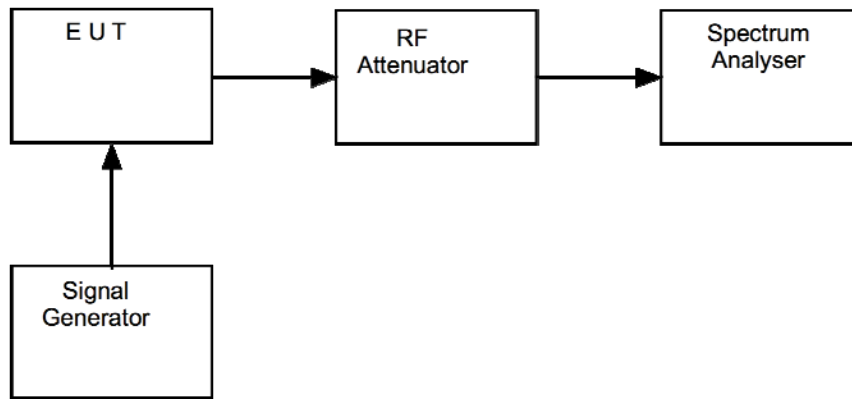 E U T
RF
Attenuator
Spectrum
Analyser
Signal
Generator